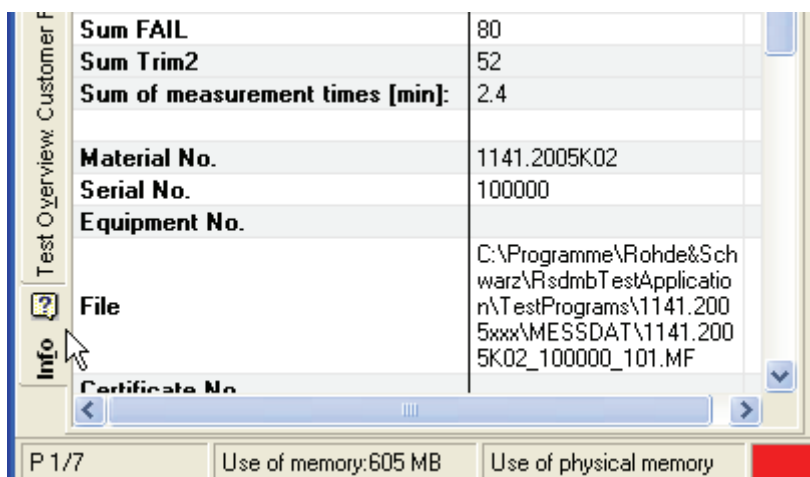 Sum FAIL 80
Sum Trim2 52
Sum of measurement times [min]: 2.4
Material No. 1141.2005K02
Serial No. 100000
Equipment No.
File
C:\Programme\Rohde&Sch
warz\RsdmbTestApplicatio
n\TestPrograms\1141.200
5xxx\MESSDAT\1141.200
5K02_100000_101.MF
Certificate No
Test Overview: Customer
Info
P 1/7 Use of memory:605 MB Use of physical memory